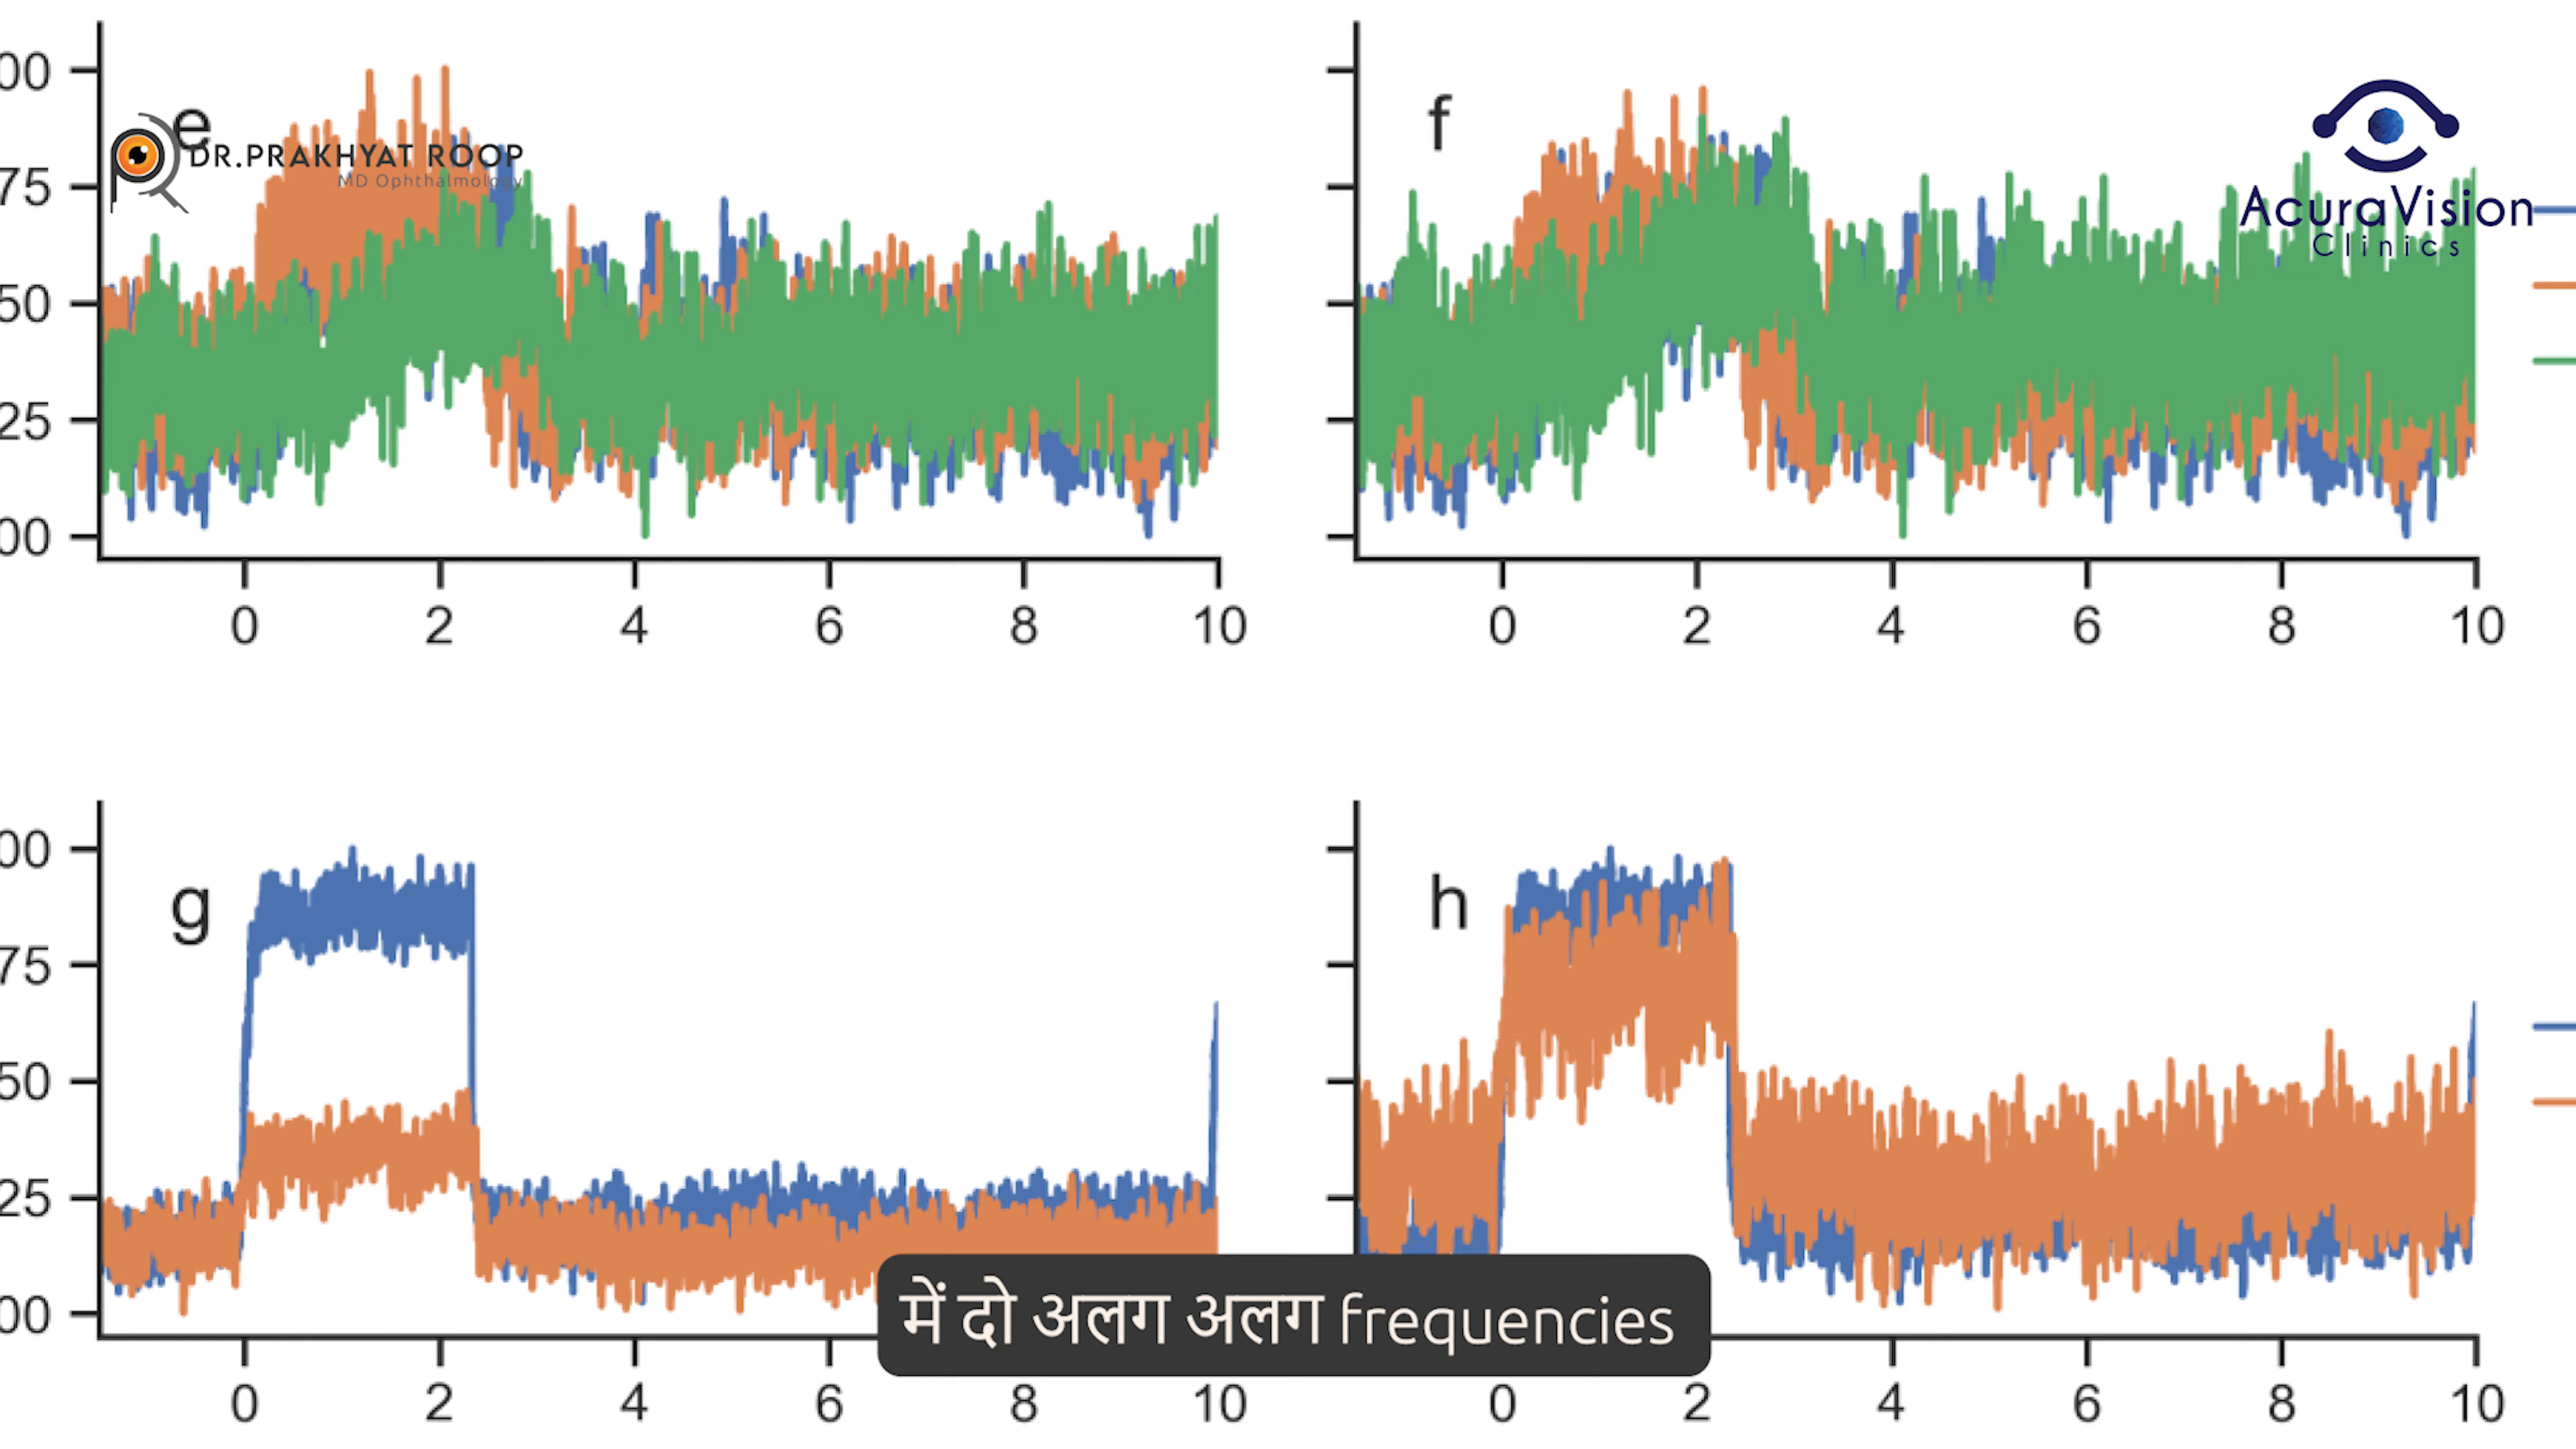 e
DR.PRAKHYAT ROOP
MD Ophthalmology
f
AcuraVision
Clinics
00
75
50
25
00
0 2 4 6 8 10
0 2 4 6 8 10
g
h
00
75
50
25
00
0 2 4 6 8 10
0 2 4 6 8 10
में दो अलग अलग frequencies